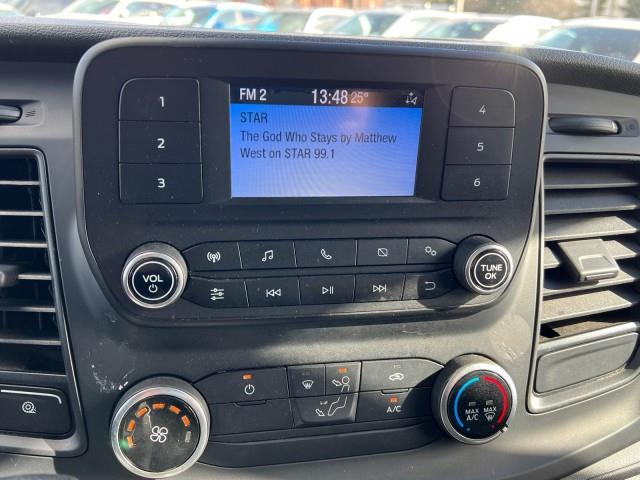 FM 2 13:48 25°
STAR
The God Who Stays by Matthew
West on STAR 99.1
1
2
3
4
5
6
VOL
TUNE
OK
A/C
MAX
A/C
MAX